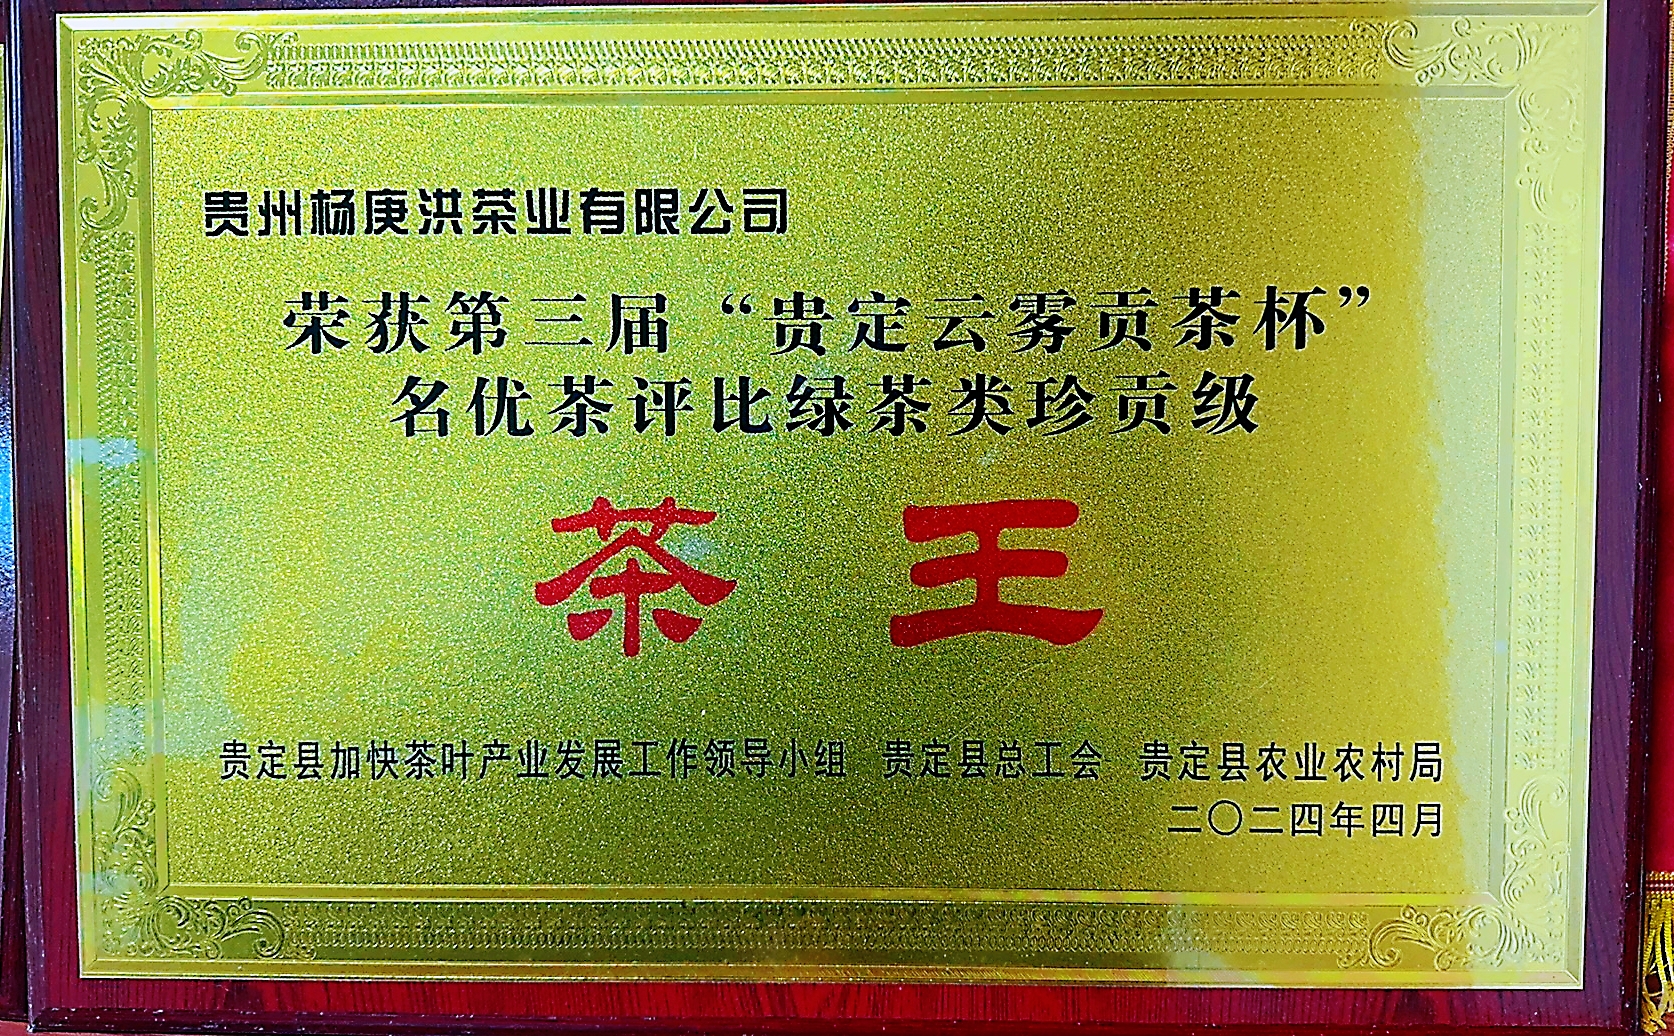 贵州杨庚洪茶业有限公司
荣获第三届“贵定云雾贡茶杯”
名优茶评比绿茶类珍贡级
茶 王
贵定县加快茶叶产业发展工作领导小组 贵定县总工会 贵定县农业农村局
二〇二四年四月